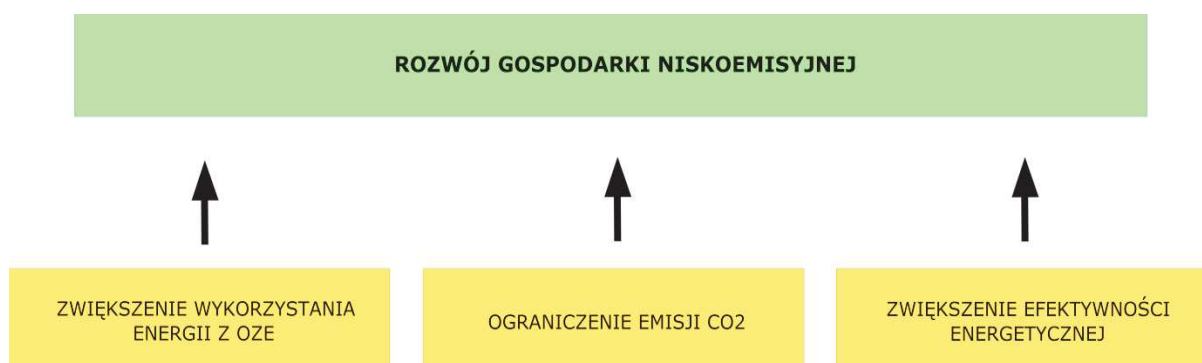 ROZWÓJ GOSPODARKI NISKOEMISYJNEJ
ZWIĘKSZENIE WYKORZYSTANIA
ENERGII Z OZE
OGRANICZENIE EMISJI CO2
ZWIĘKSZENIE EFEKTYWNOŚCI
ENERGETYCZNEJ